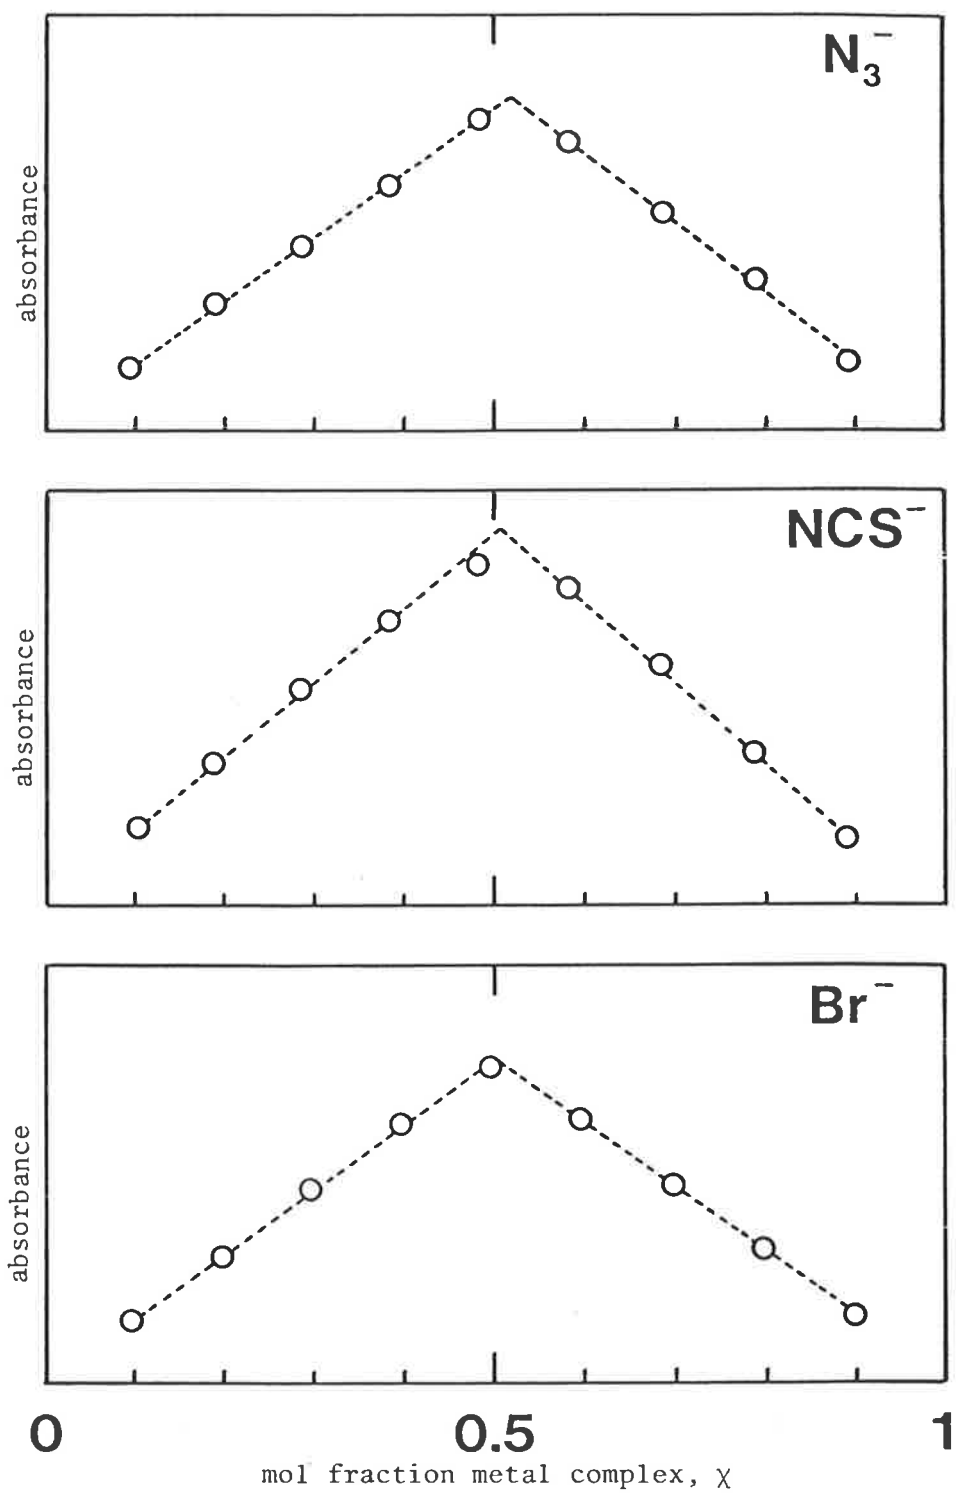 N₃⁻
absorbance
NCS⁻
absorbance
Br⁻
absorbance
0 0.5 1
mol fraction metal complex, χ